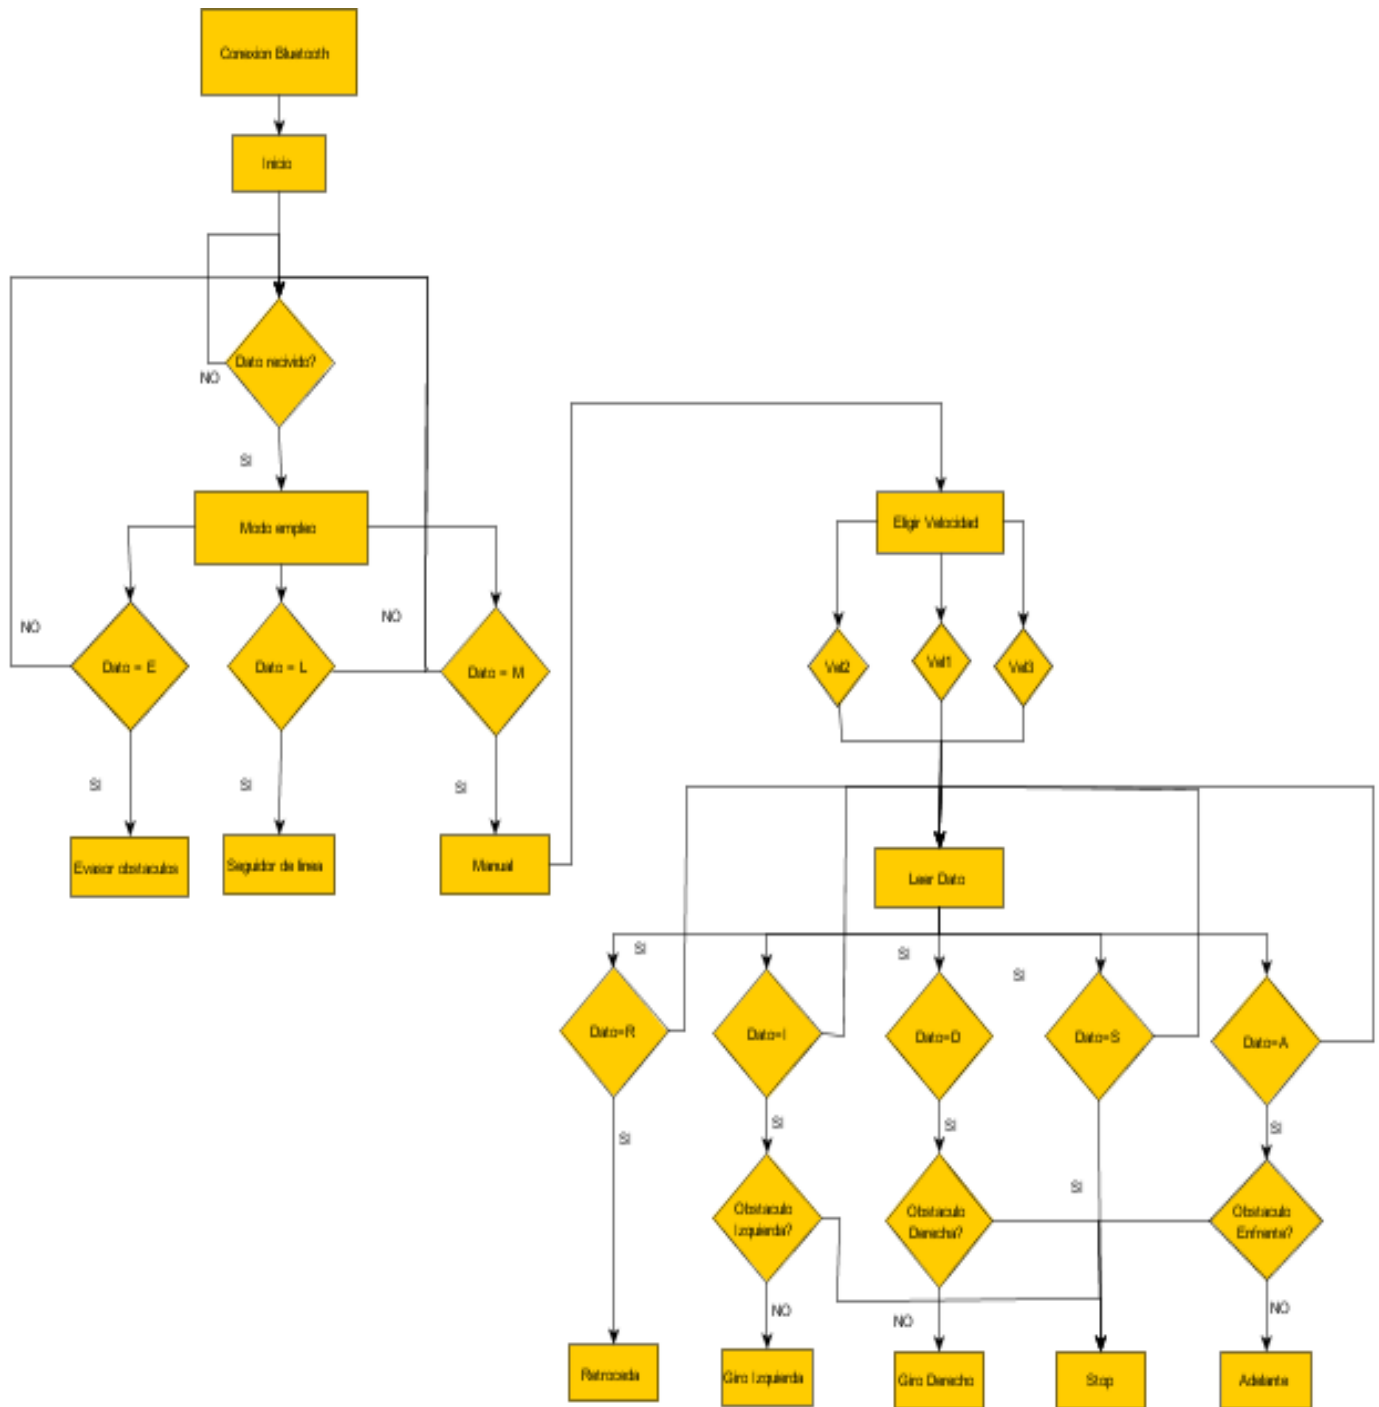 Conexion Bluetooth
Inicio
Dato recivido?
NO
SI
Modo empleo
Eligir Velocidad
NO
NO
Dato = E
Dato = L
Dato = M
Vel2
Vel1
Vel3
SI
SI
SI
Evasor obstaculos
Seguidor de linea
Manual
Leer Dato
SI
SI
SI
Dato=R
Dato=I
Dato=D
Dato=S
Dato=A
SI
SI
SI
SI
SI
Obstaculo
Izquierda?
Obstaculo
Derecha?
Obstaculo
Enfrente?
NO
NO
NO
Retroceda
Giro Izquierda
Giro Derecho
Stop
Adelante